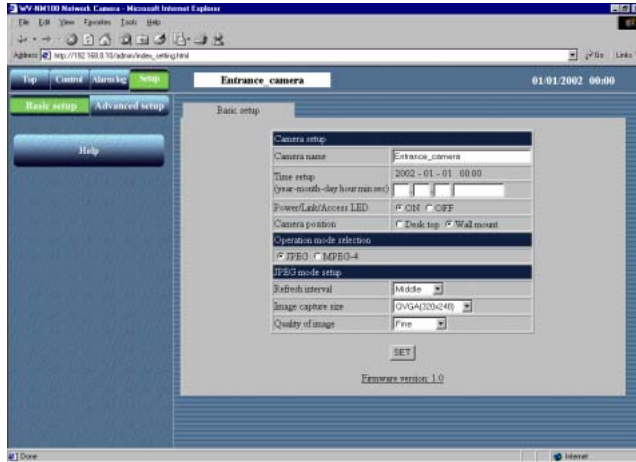 WV-NM100 Network Camera - Microsoft Internet Explorer
File Edit View Favorites Tools Help
Address http://192.168.0.10/admin/index_setting.html Go Links
Top Control Alarm log Setup Entrance_camera 01/01/2002 00:00
Basic setup Advanced setup
Help
Basic setup
Camera setup
Camera name Entrance_camera
Time setup 2002 - 01 - 01 00:00
(year-month-day hour:min:sec)
Power/Link/Access LED ON OFF
Camera position Desk top Wall mount
Operation mode selection
JPEG MPEG-4
JPEG mode setup
Refresh interval Middle
Image capture size QVGA(320x240)
Quality of image Fine
SET
Firmware version: 1.0
Done Internet